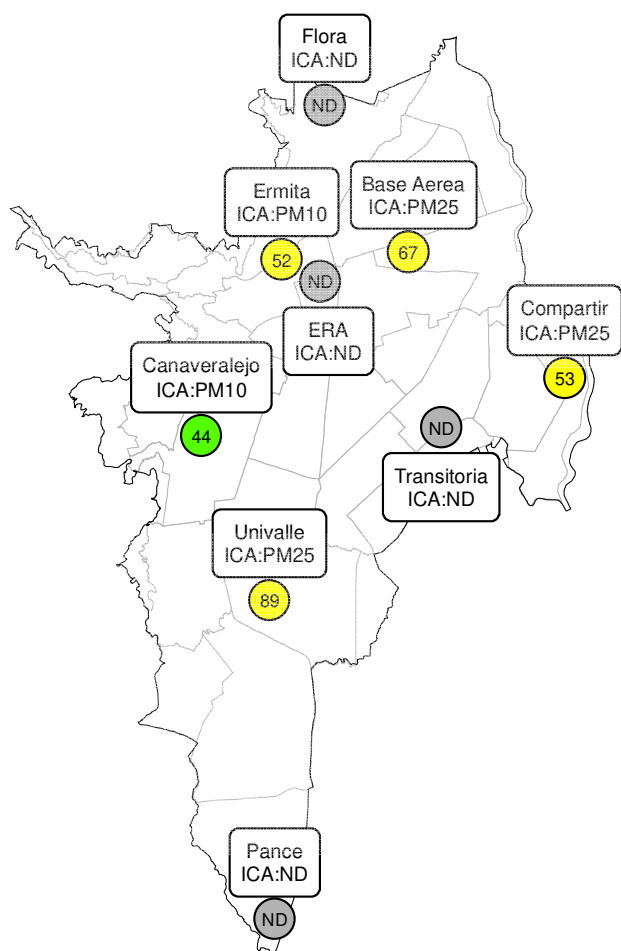 Flora
ICA:ND
ND
Ermita
ICA:PM10
52
Base Aerea
ICA:PM25
67
ND
ERA
ICA:ND
Compartir
ICA:PM25
53
Canaveralejo
ICA:PM10
44
ND
Transitoria
ICA:ND
Univalle
ICA:PM25
89
Pance
ICA:ND
ND